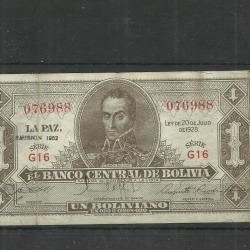 1 1
076988 076988
LA PAZ.
LEY DE 20 DE JULIO
DE 1928.
EMISION 1952
SERIE SERIE
G16 G16
EL BANCO CENTRAL DE BOLIVIA
UN BOLIVIANO